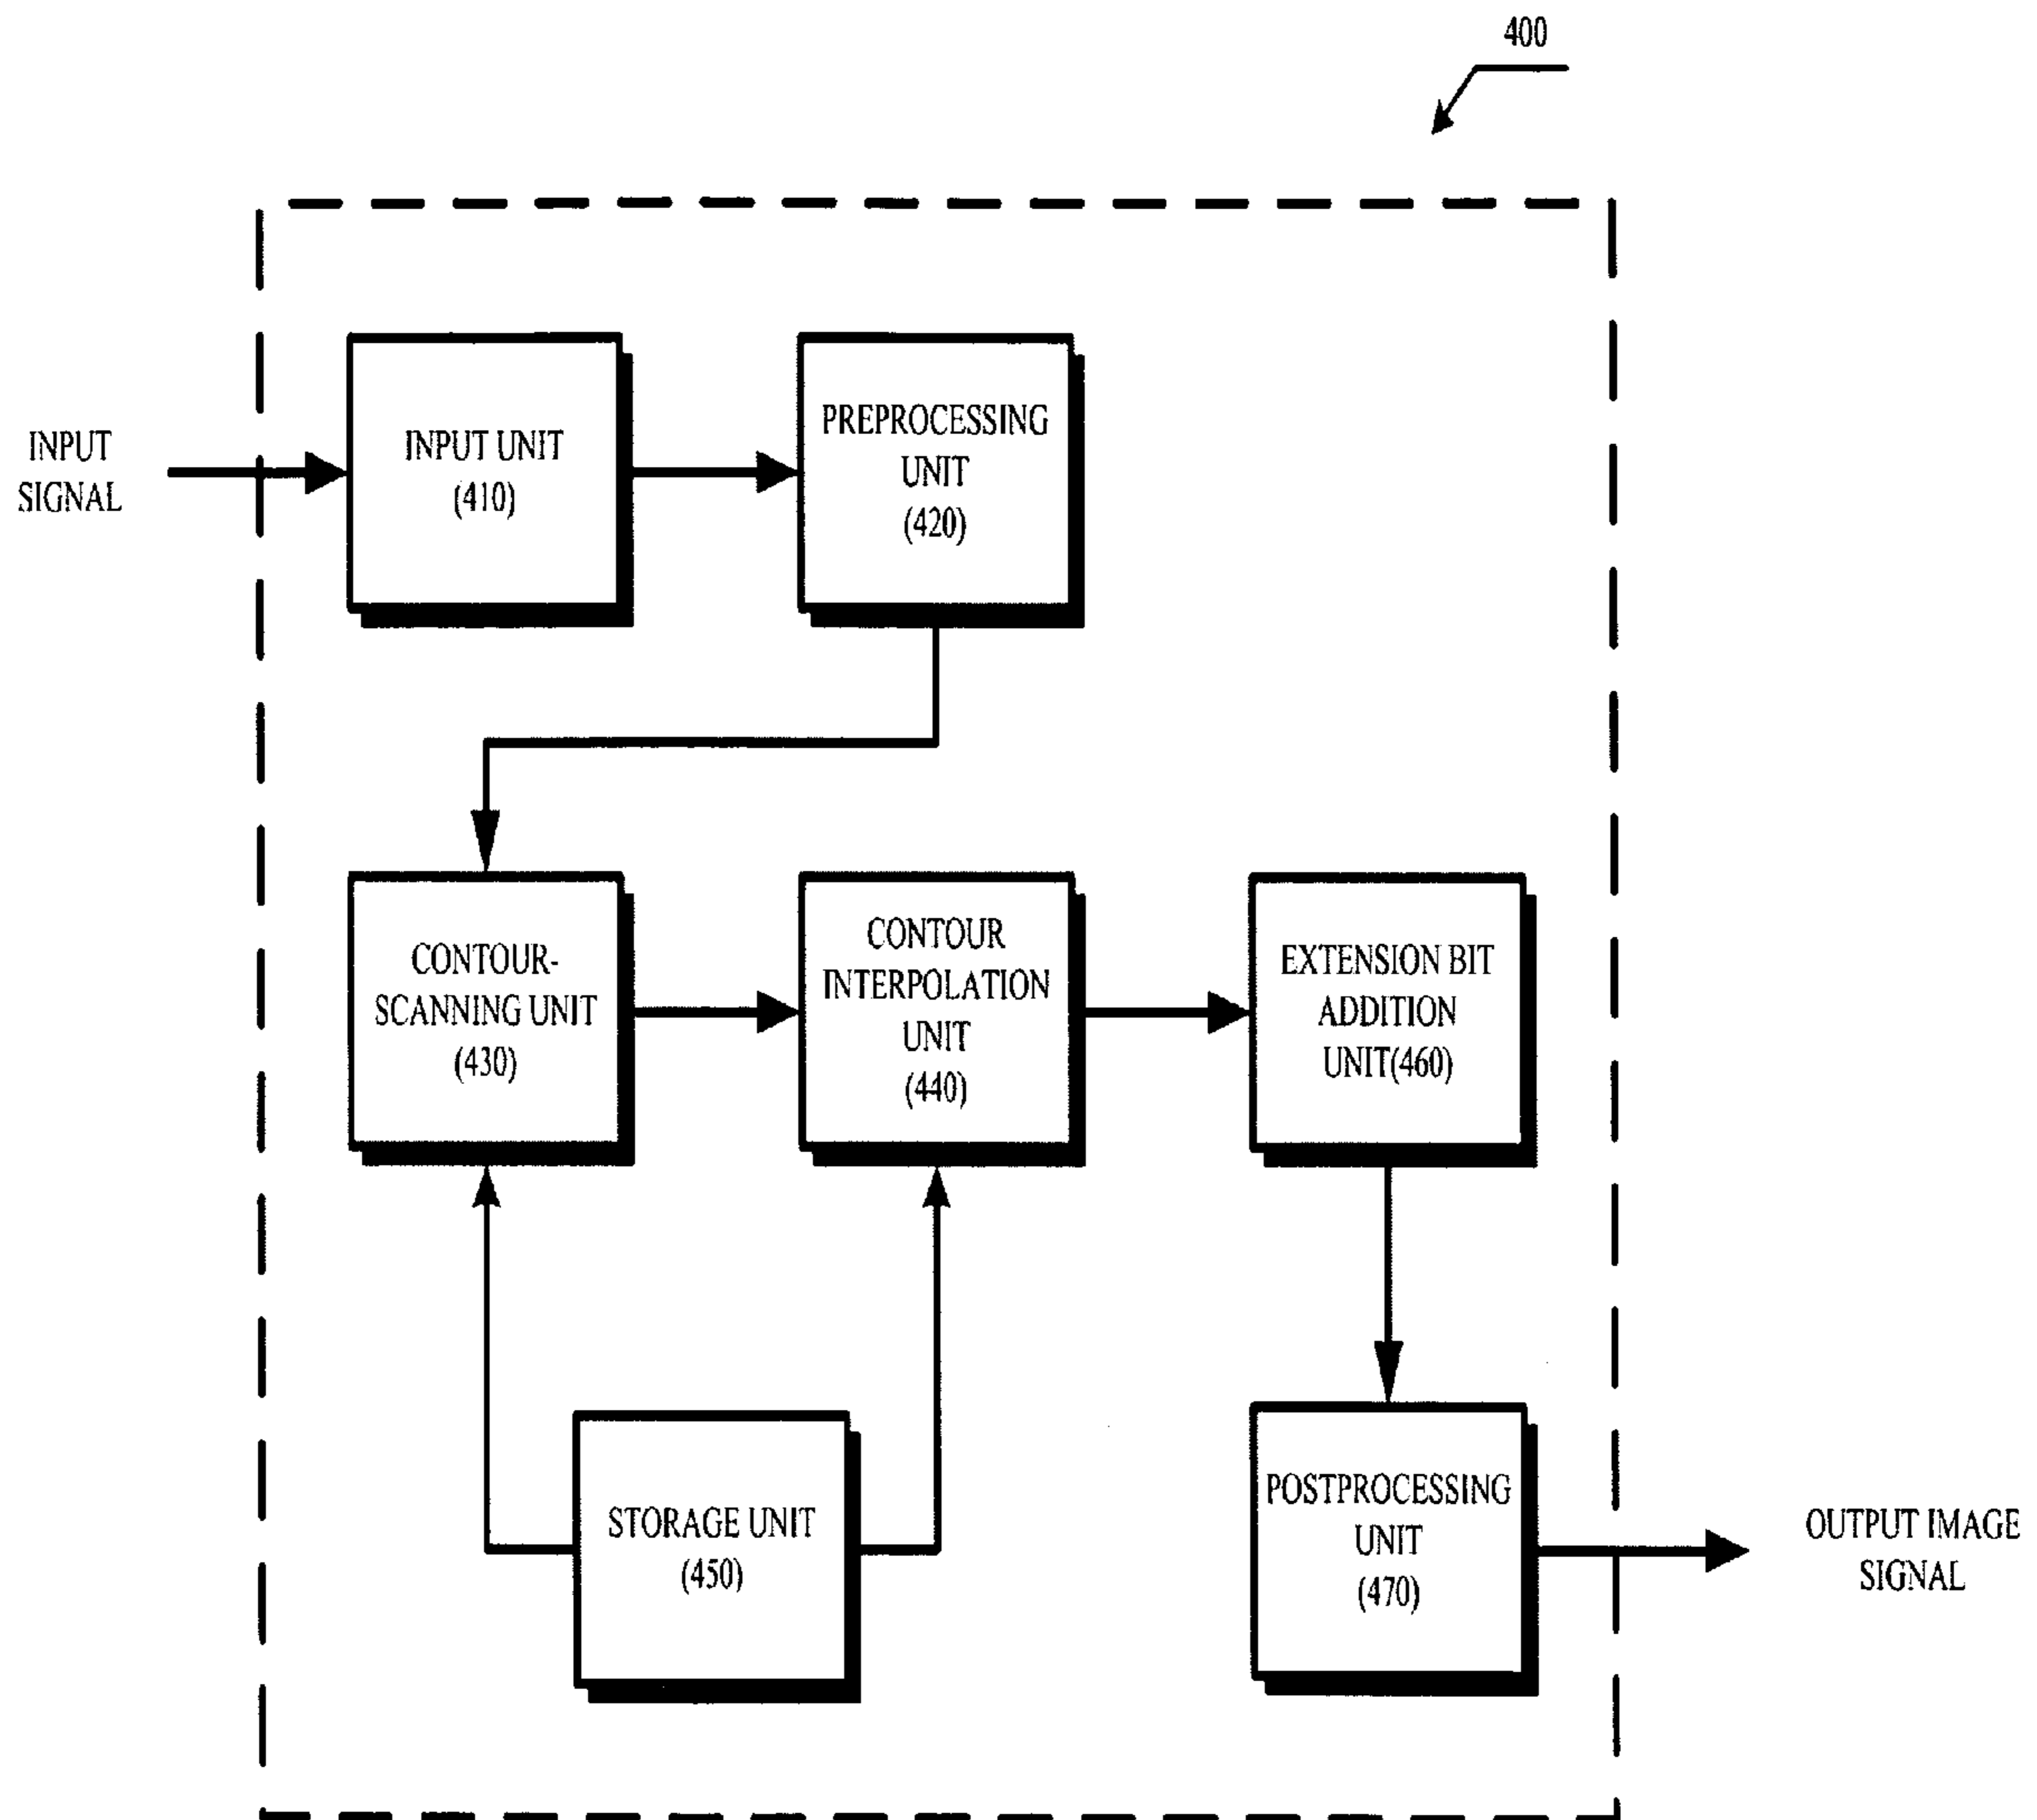 400
INPUT
SIGNAL
INPUT UNIT
(410)
PREPROCESSING
UNIT
(420)
CONTOUR-
SCANNING UNIT
(430)
CONTOUR
INTERPOLATION
UNIT
(440)
EXTENSION BIT
ADDITION
UNIT(460)
STORAGE UNIT
(450)
POSTPROCESSING
UNIT
(470)
OUTPUT IMAGE
SIGNAL